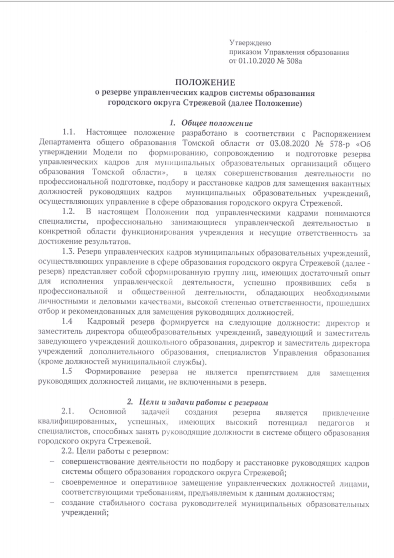 Утверждено
приказом Управления образования
от 01.10.2020 № 308а
ПОЛОЖЕНИЕ
о резерве управленческих кадров системы образования
городского округа Стрежевой (далее Положение)
1. Общее положение
1.1. Настоящее положение разработано в соответствии с Распоряжением
Департамента общего образования Томской области от 03.08.2020 № 578-р «Об
утверждении Модели по формированию, сопровождению и подготовке резерва
управленческих кадров для муниципальных образовательных организаций общего
образования Томской области», в целях совершенствования деятельности по
профессиональной подготовке, подбору и расстановке кадров для замещения вакантных
должностей руководящих кадров муниципальных образовательных учреждений,
осуществляющих управление в сфере образования городского округа Стрежевой.
1.2. В настоящем Положении под управленческими кадрами понимаются
специалисты, профессионально занимающиеся управленческой деятельностью в
конкретной области функционирования учреждения и несущие ответственность за
достижение результатов.
1.3. Резерв управленческих кадров муниципальных образовательных учреждений,
осуществляющих управление в сфере образования городского округа Стрежевой (далее -
резерв) представляет собой сформированную группу лиц, имеющих достаточный опыт
для исполнения управленческой деятельности, успешно проявивших себя в
профессиональной и общественной деятельности, обладающих необходимыми
личностными и деловыми качествами, высокой степенью ответственности, прошедших
отбор и рекомендованных для замещения руководящих должностей.
1.4 Кадровый резерв формируется на следующие должности: директор и
заместитель директора общеобразовательных учреждений, заведующий и заместитель
заведующего учреждений дошкольного образования, директор и заместитель директора
учреждений дополнительного образования, специалистов Управления образования
(кроме должностей муниципальной службы).
1.5 Формирование резерва не является препятствием для замещения
руководящих должностей лицами, не включенными в резерв.
2. Цели и задачи работы с резервом
2.1. Основной задачей создания резерва является привлечение
квалифицированных, успешных, имеющих высокий потенциал педагогов и
специалистов, способных занять руководящие должности в системе общего образования
городского округа Стрежевой.
2.2. Цели работы с резервом:
– совершенствование деятельности по подбору и расстановке руководящих кадров
системы общего образования городского округа Стрежевой;
– своевременное и оперативное замещение управленческих должностей лицами,
соответствующими требованиям, предъявляемым к данным должностям;
– создание стабильного состава руководителей муниципальных образовательных
учреждений;